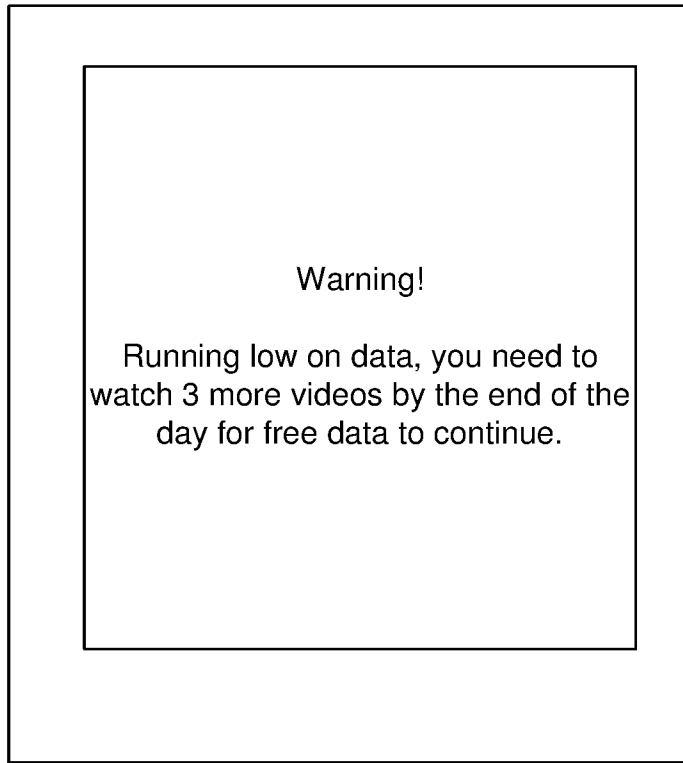 Warning!
Running low on data, you need to
watch 3 more videos by the end of the
day for free data to continue.